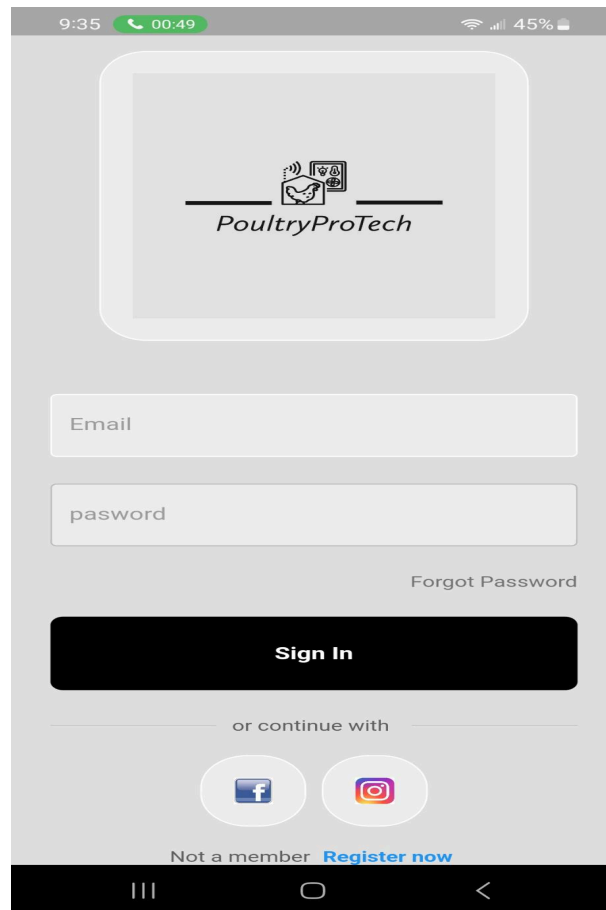 9:35 00:49 45%
PoultryProTech
Email
pasword
Forgot Password
Sign In
or continue with
f
Not a member Register now